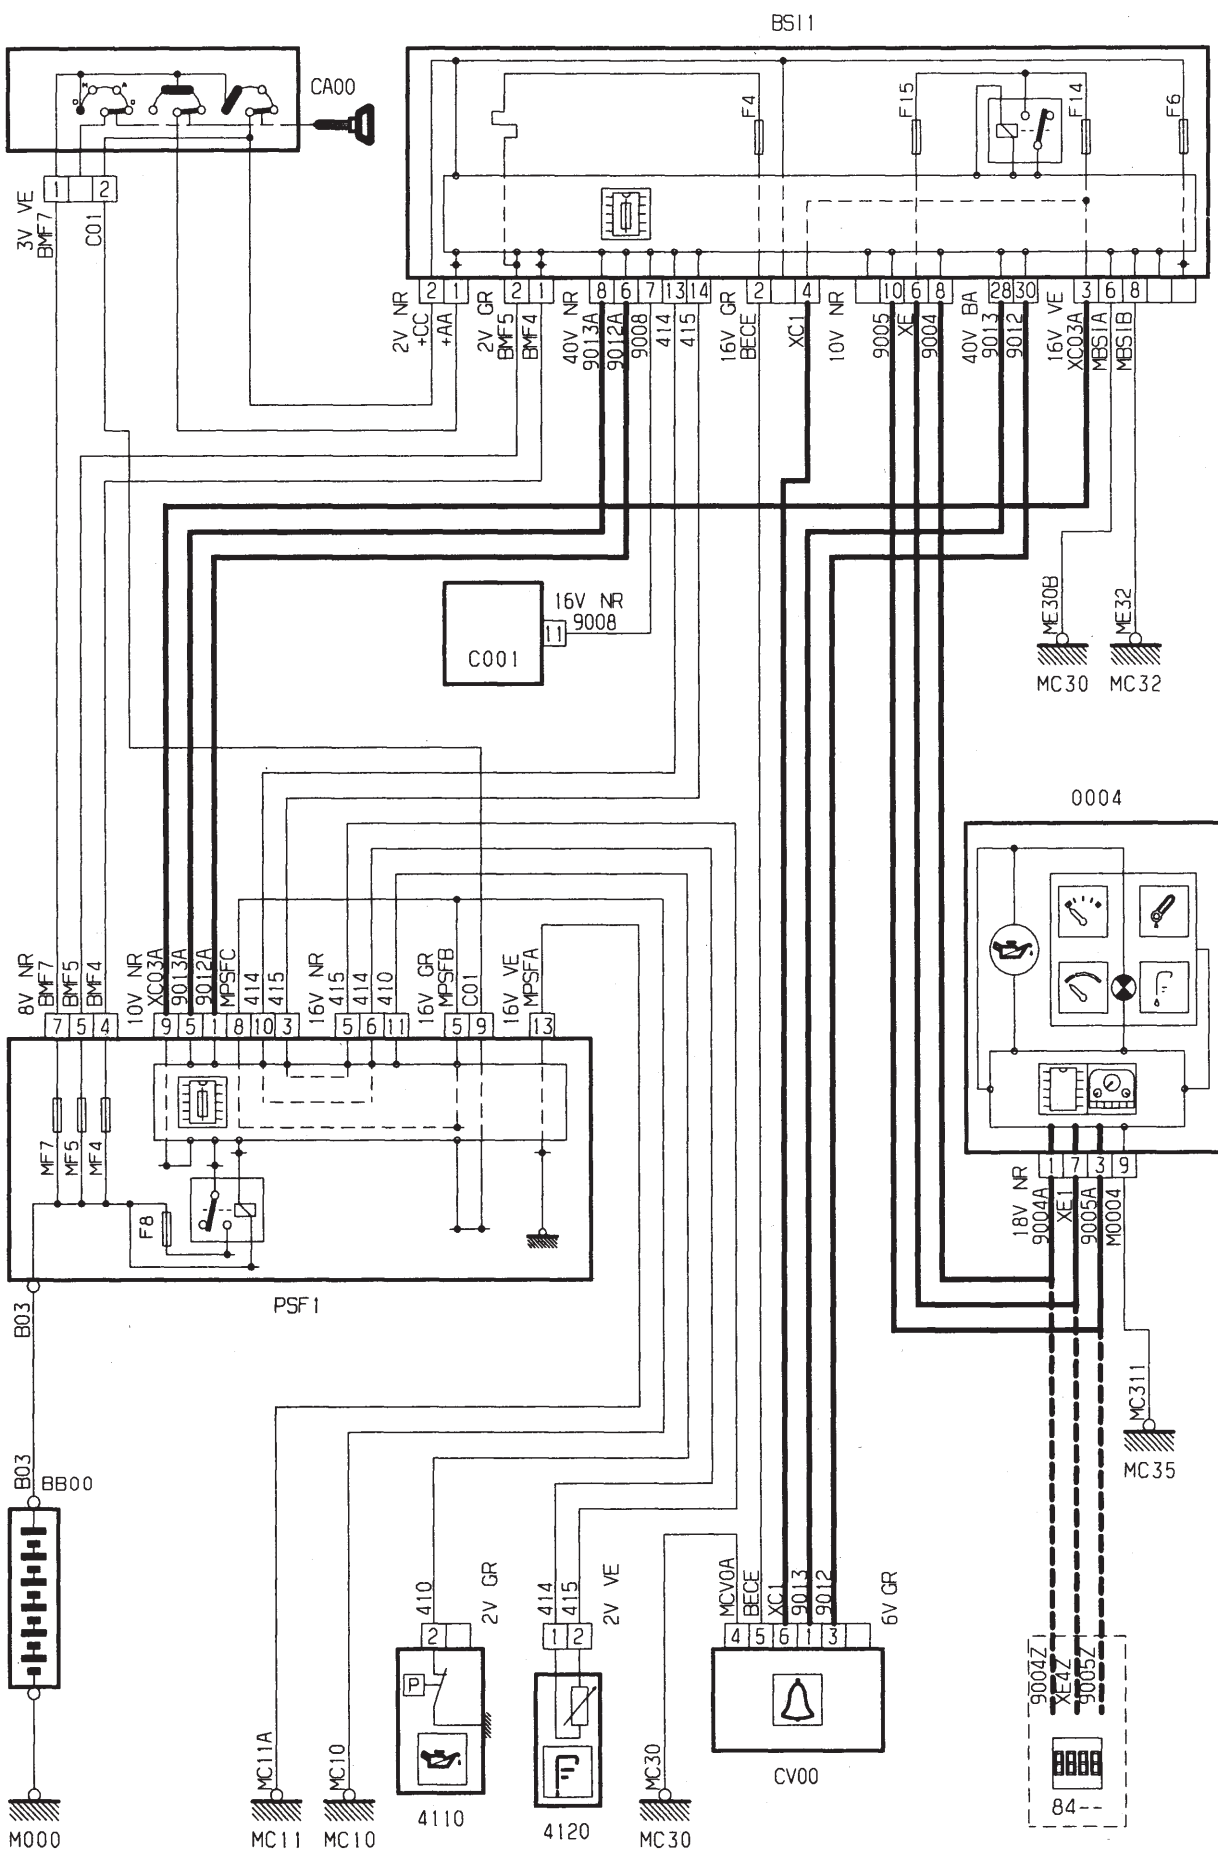 BSI1
CA00
F4
F15
F14
F6
1 2
3V VE
BMF7
C01
2 1 2 1 8 6 7 13 14 2 4 10 6 8 28 30 3 6 8
2V NR
+CC
+AA
2V GR
BMF5
BMF4
40V NR
9013A
9012A
9008
414
415
16V GR
BECE
XC1
10V NR
9005
XE
9004
40V BA
9013
9012
16V VE
XC03A
MBSIA
MBSIB
16V NR
9008
11
C001
ME30B
ME32
MC30
MC32
0004
8V NR
BMF7
BMF5
BMF4
10V NR
XC03A
9013A
9012A
MPSFC
414
415
16V NR
415
414
410
16V GR
MPSFB
C01
16V VE
MPSFA
7 5 4 9 5 1 8 10 3 5 6 11 5 9 13
MF7
MF5
MF4
F8
PSF1
1 7 3 9
18V NR
9004A
XE1
9005A
M0004
B03
B03
BB00
MC311
MC35
410
2V GR
414
415
2V VE
MCV0A
BECE
XC1
9013
9012
6V GR
2
1 2
4 5 6 1 3
P
9004Z
XE4Z
9005Z
MC11A
MC10
MC30
CV00
8888
84--
M000
MC11
MC10
4110
4120
MC30